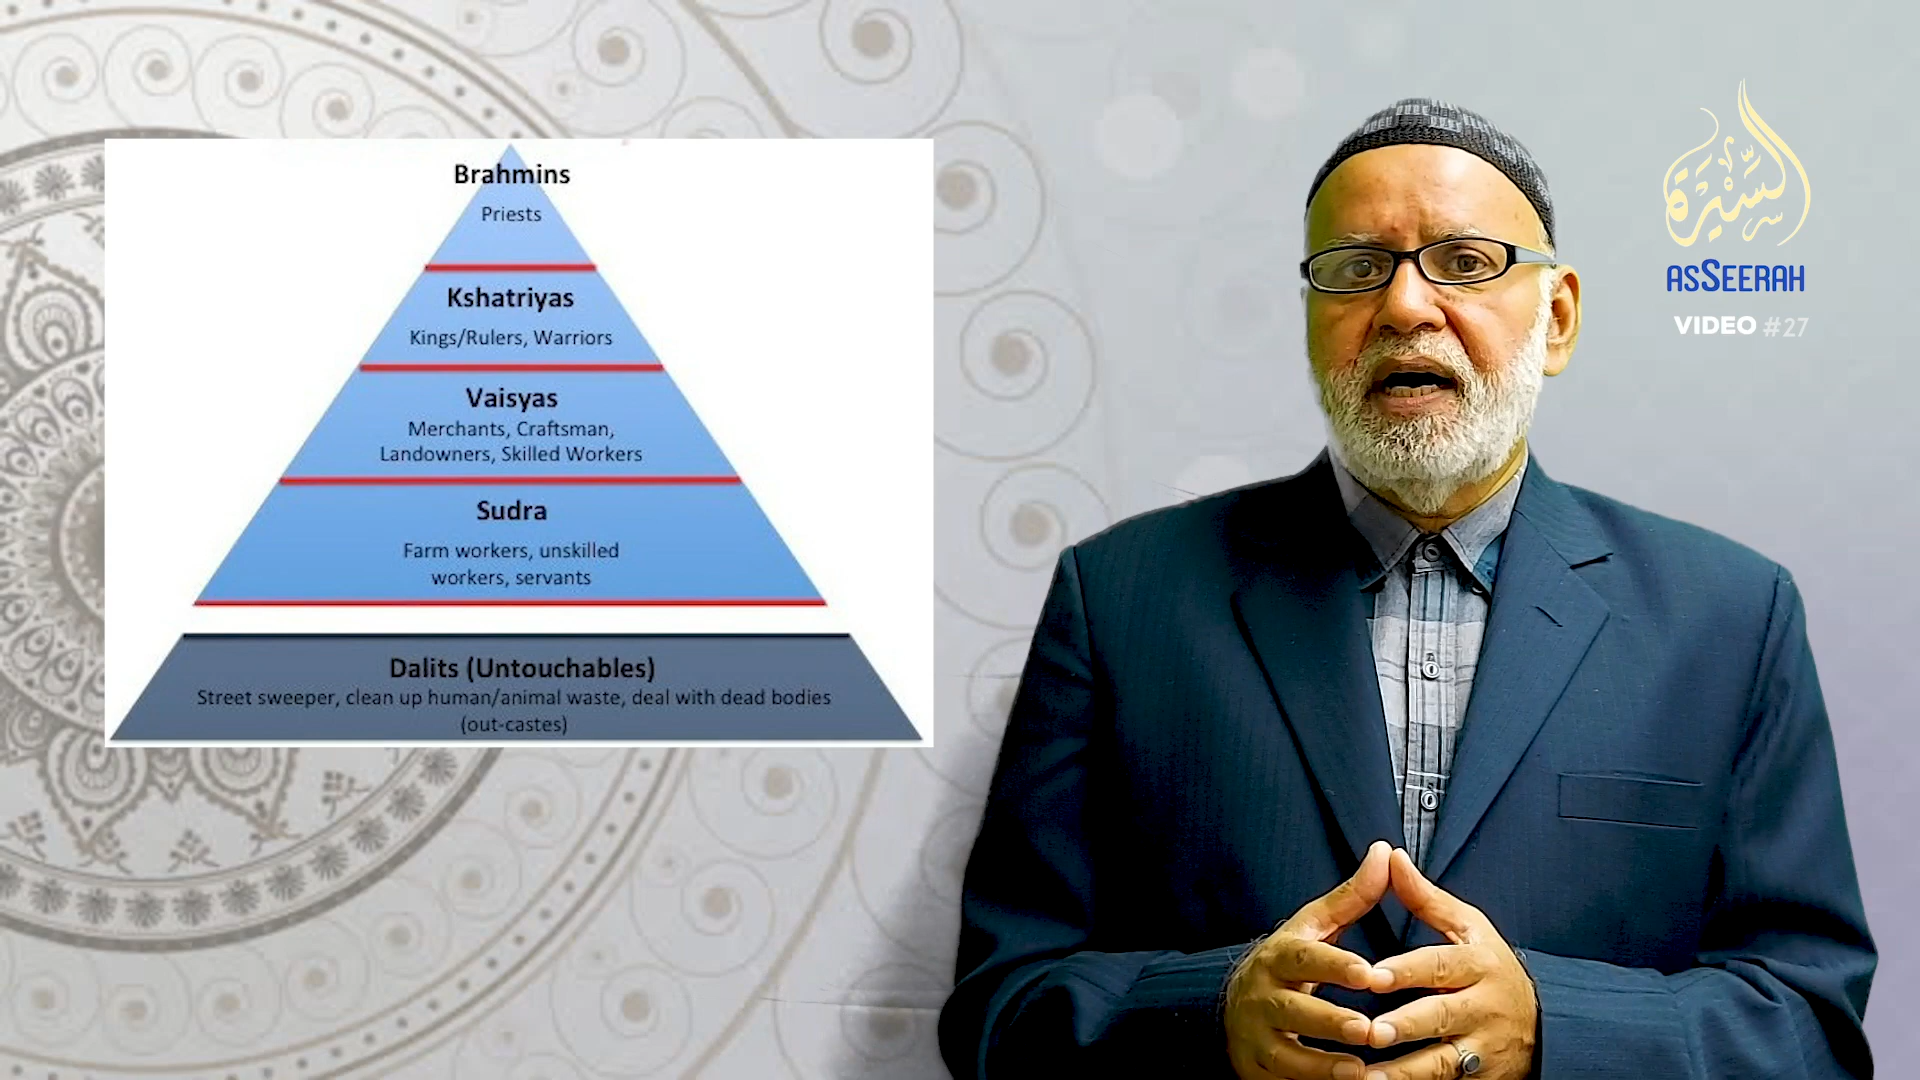 Brahmins
Priests
Kshatriyas
Kings/Rulers, Warriors
Vaisyas
Merchants, Craftsman,
Landowners, Skilled Workers
Sudra
Farm workers, unskilled
workers, servants
Dalits (Untouchables)
Street sweeper, clean up human/animal waste, deal with dead bodies
(out-castes)
السِّيْرَة
ASSEERAH
VIDEO #27